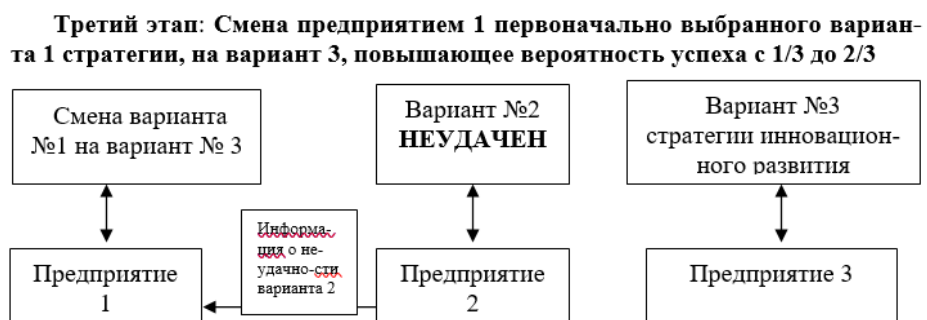 Третий этап: Смена предприятием 1 первоначально выбранного вариан-
та 1 стратегии, на вариант 3, повышающее вероятность успеха с 1/3 до 2/3
Смена варианта
№1 на вариант № 3
Вариант №2
НЕУДАЧЕН
Вариант №3
стратегии инновацион-
ного развития
Информа-
ция о не-
удачно-сти
варианта 2
Предприятие
1
Предприятие
2
Предприятие 3